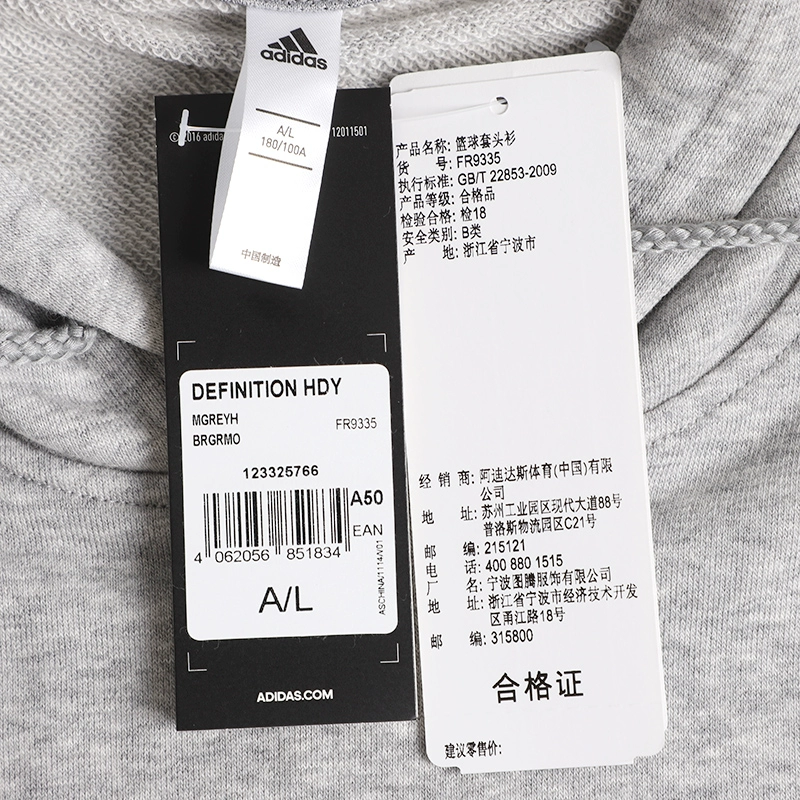 adidas
A/L
180/100A
中国制造
©2016 adida
12011501
DEFINITION HDY
MGREYH
FR9335
BRGRMO
123325766
A50
EAN
4 062056 851834
A/L
ASCHINA/1114/V01
ADIDAS.COM
产品名称: 篮球套头衫
货 号: FR9335
执行标准: GB/T 22853-2009
产品等级: 合格品
检验合格: 检18
安全类别: B类
产 地: 浙江省宁波市
经 销 商: 阿迪达斯体育(中国)有限
公司
地 址: 苏州工业园区现代大道88号
普洛斯物流园区C21号
邮 编: 215121
电 话: 400 880 1515
厂 名: 宁波图腾服饰有限公司
地 址: 浙江省宁波市经济技术开发
区甬江路18号
邮 编: 315800
合格证
建议零售价: